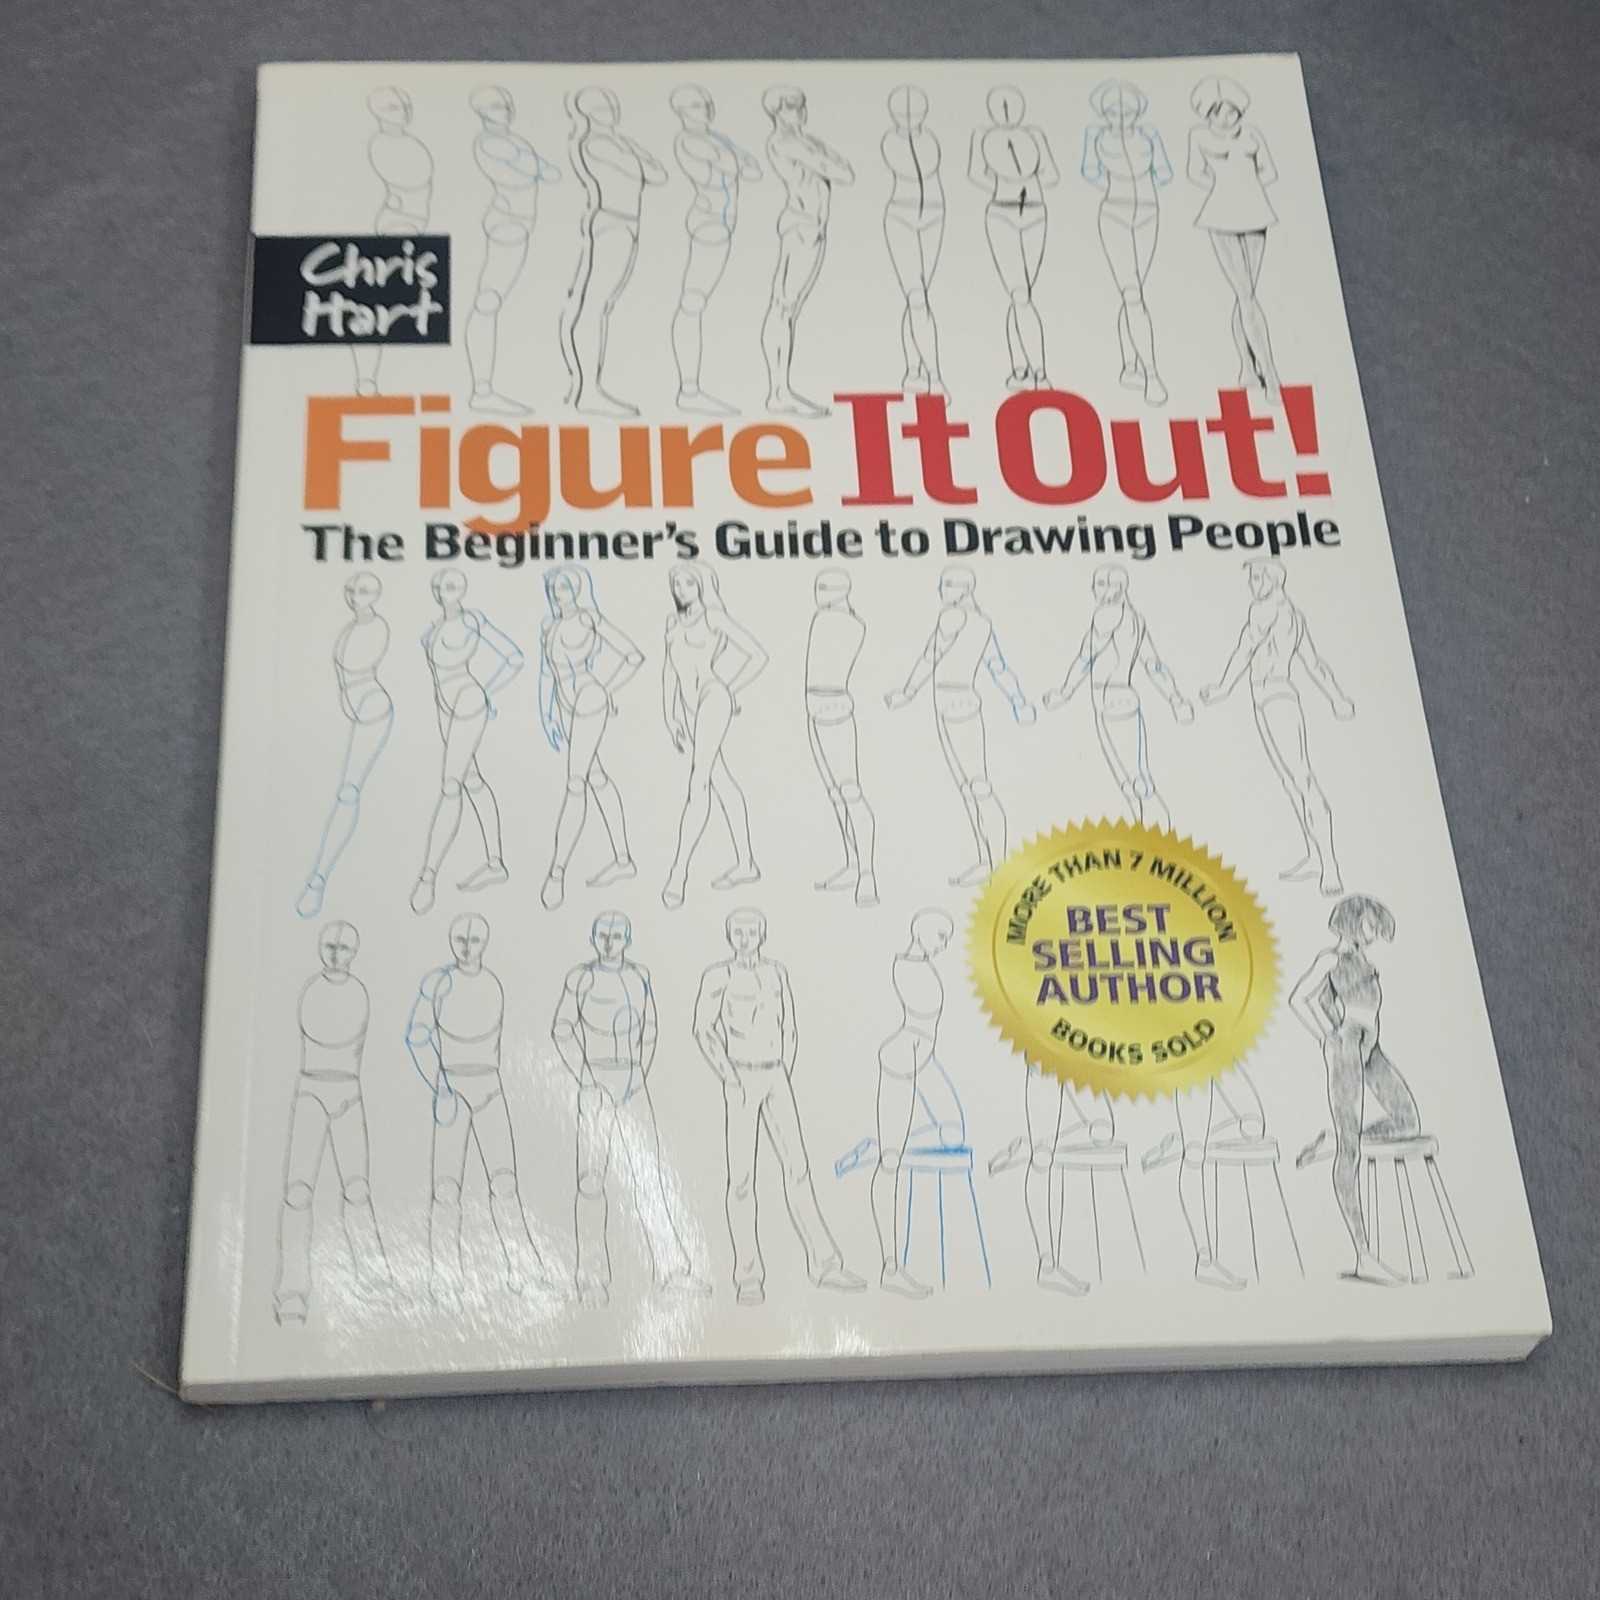 Chris
Hart
Figure It Out!
The Beginner's Guide to Drawing People
MORE THAN 7 MILLION
BEST
SELLING
AUTHOR
BOOKS SOLD